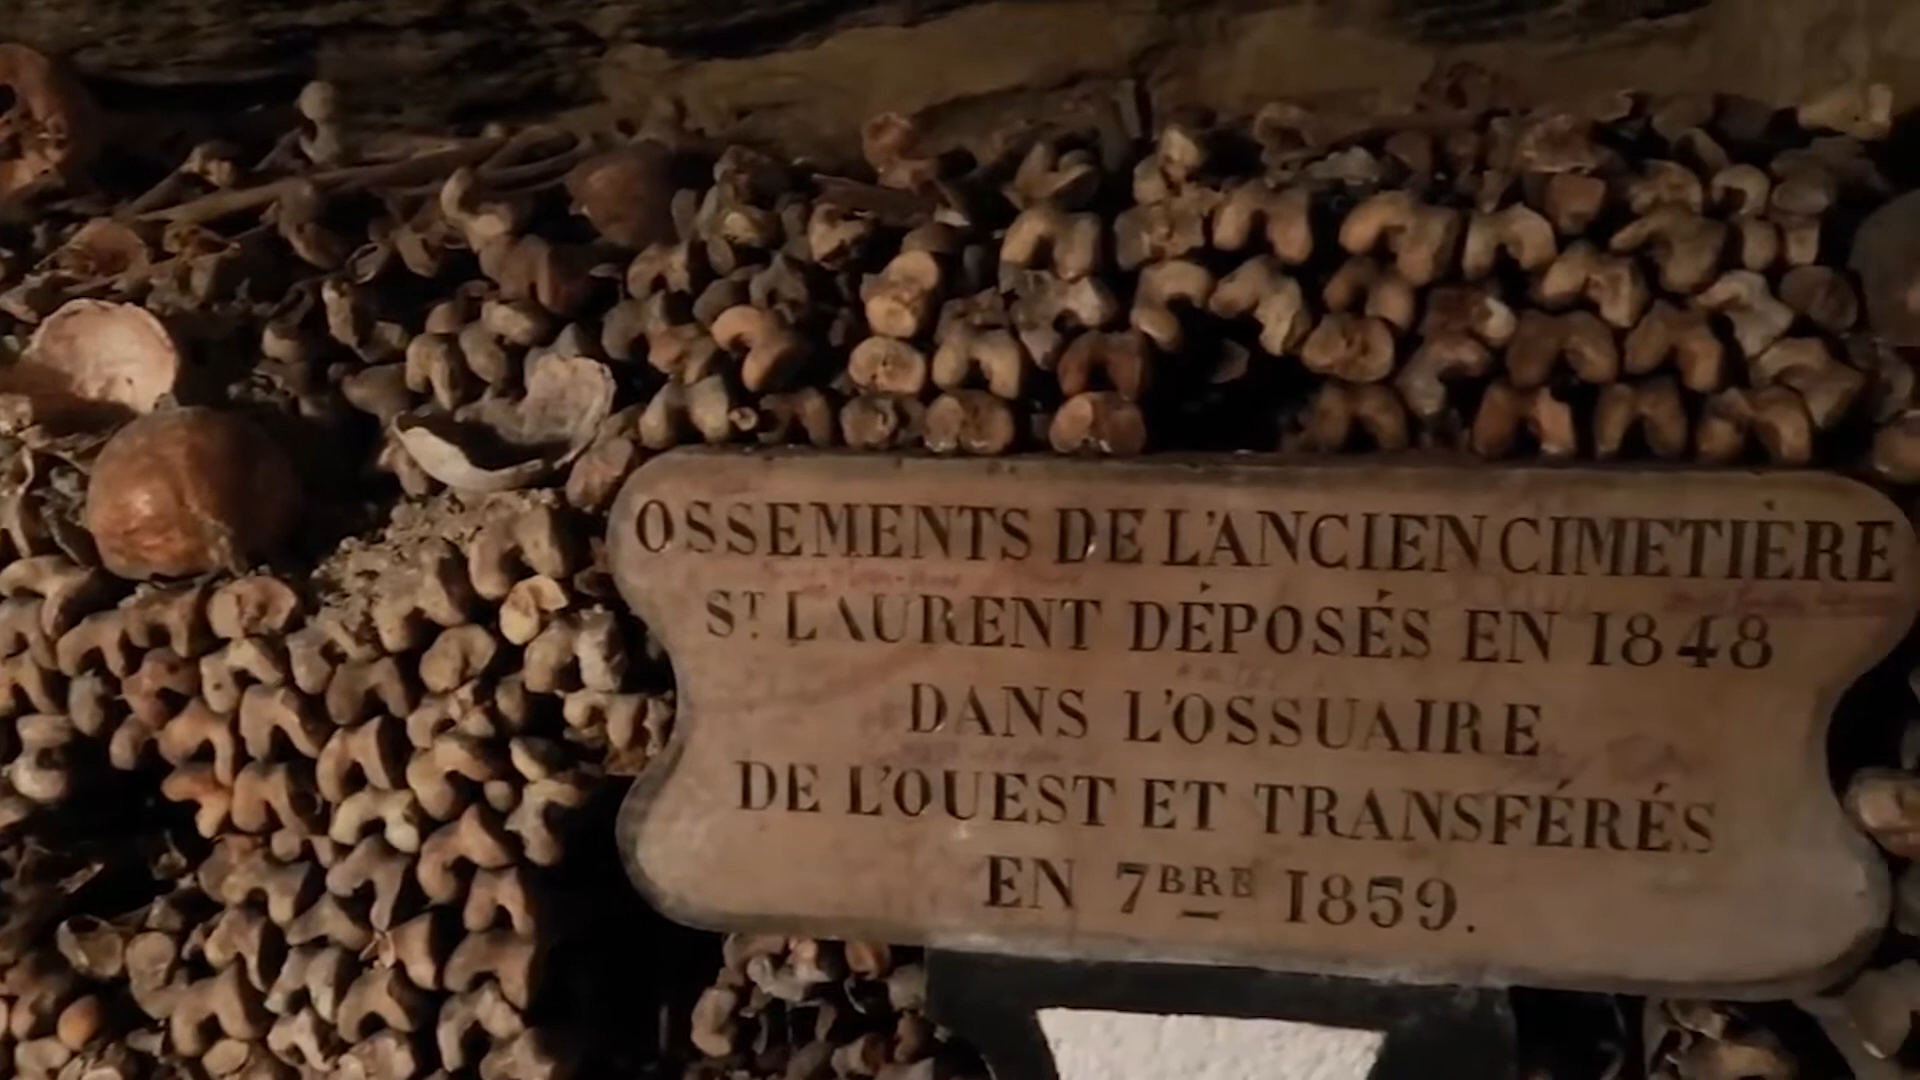 OSSEMENTS DE L'ANCIEN CIMETIÈRE
ST LAURENT DÉPOSÉS EN 1848
DANS L'OSSUAIRE
DE L'OUEST ET TRANSFÉRÉS
EN 7BRE 1859.